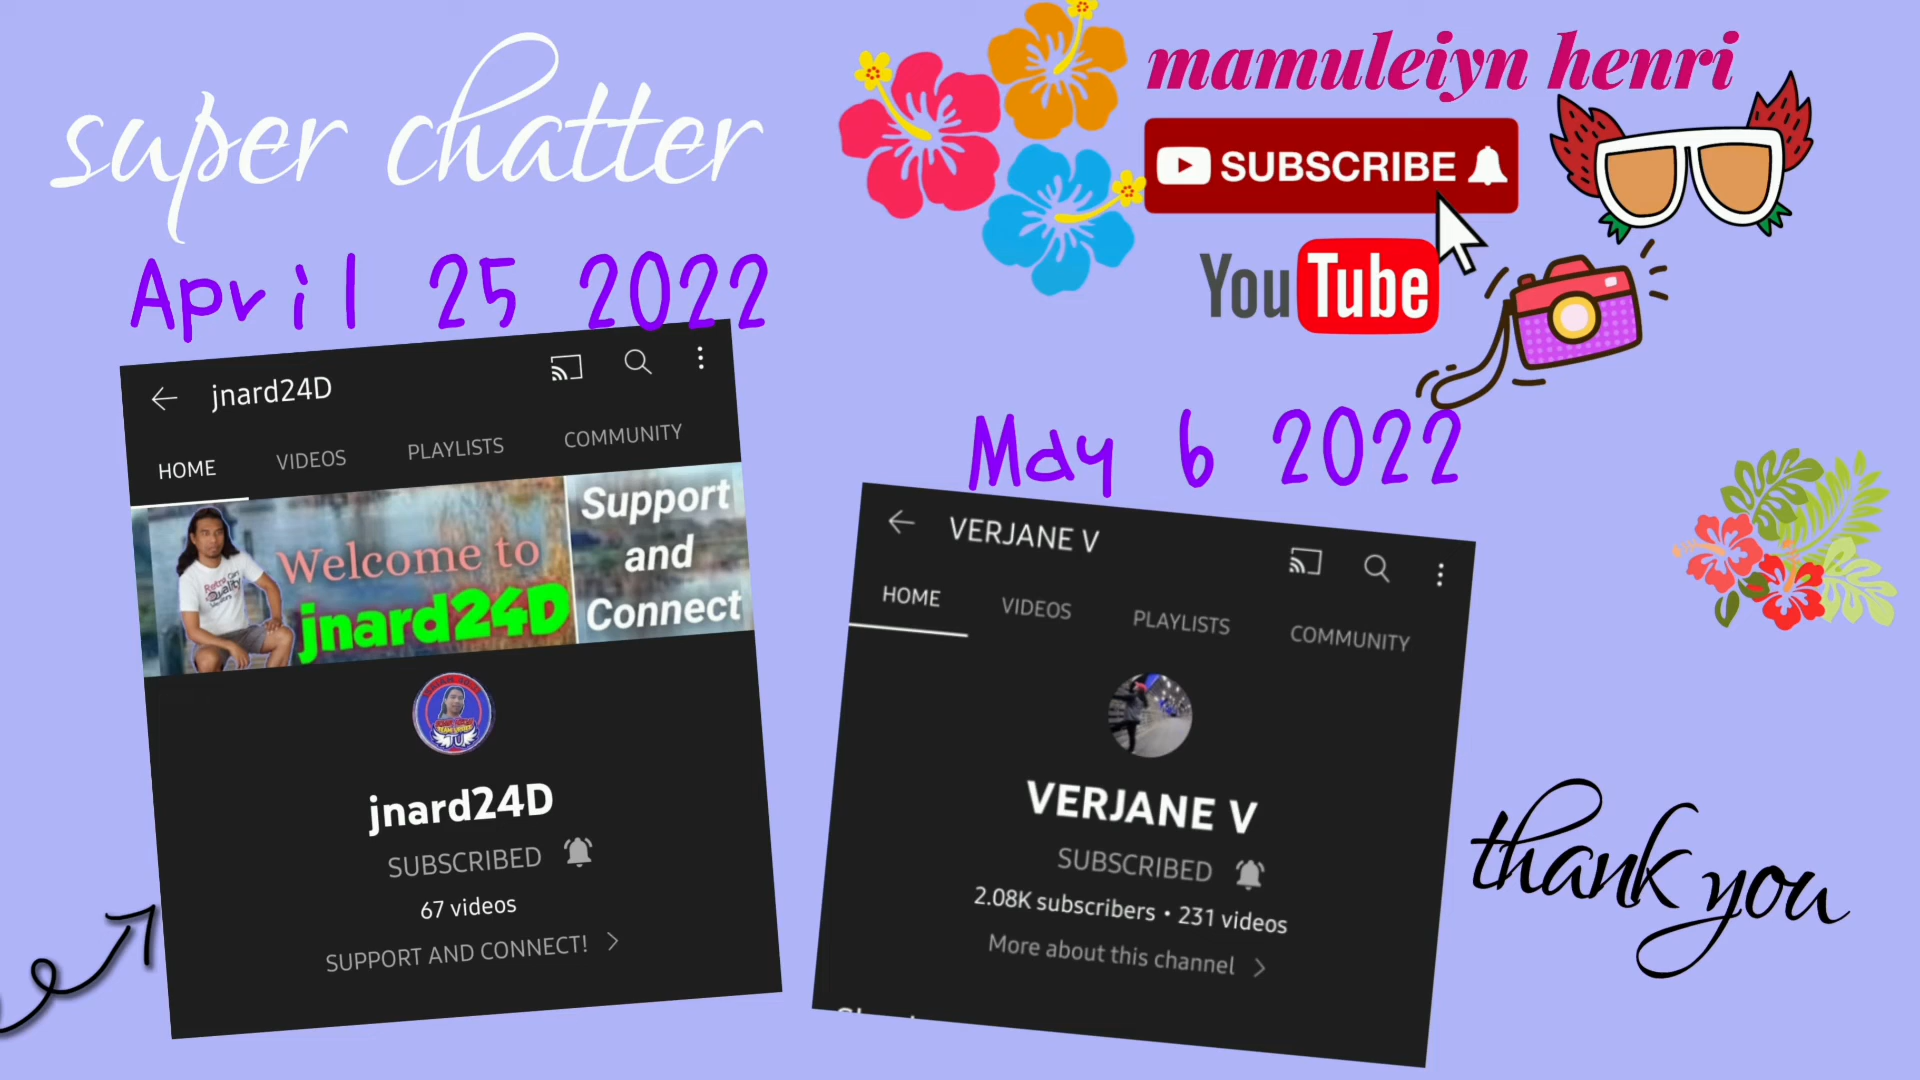 super chatter
mamuleiyn henri
SUBSCRIBE
YouTube
April 25 2022
jnard24D
HOME VIDEOS PLAYLISTS COMMUNITY
Welcome to
jnard24D
Support
and
Connect
jnard24D
SUBSCRIBED
67 videos
SUPPORT AND CONNECT!
May 6 2022
VERJANE V
HOME VIDEOS PLAYLISTS COMMUNITY
VERJANE V
SUBSCRIBED
2.08K subscribers • 231 videos
More about this channel
thank you